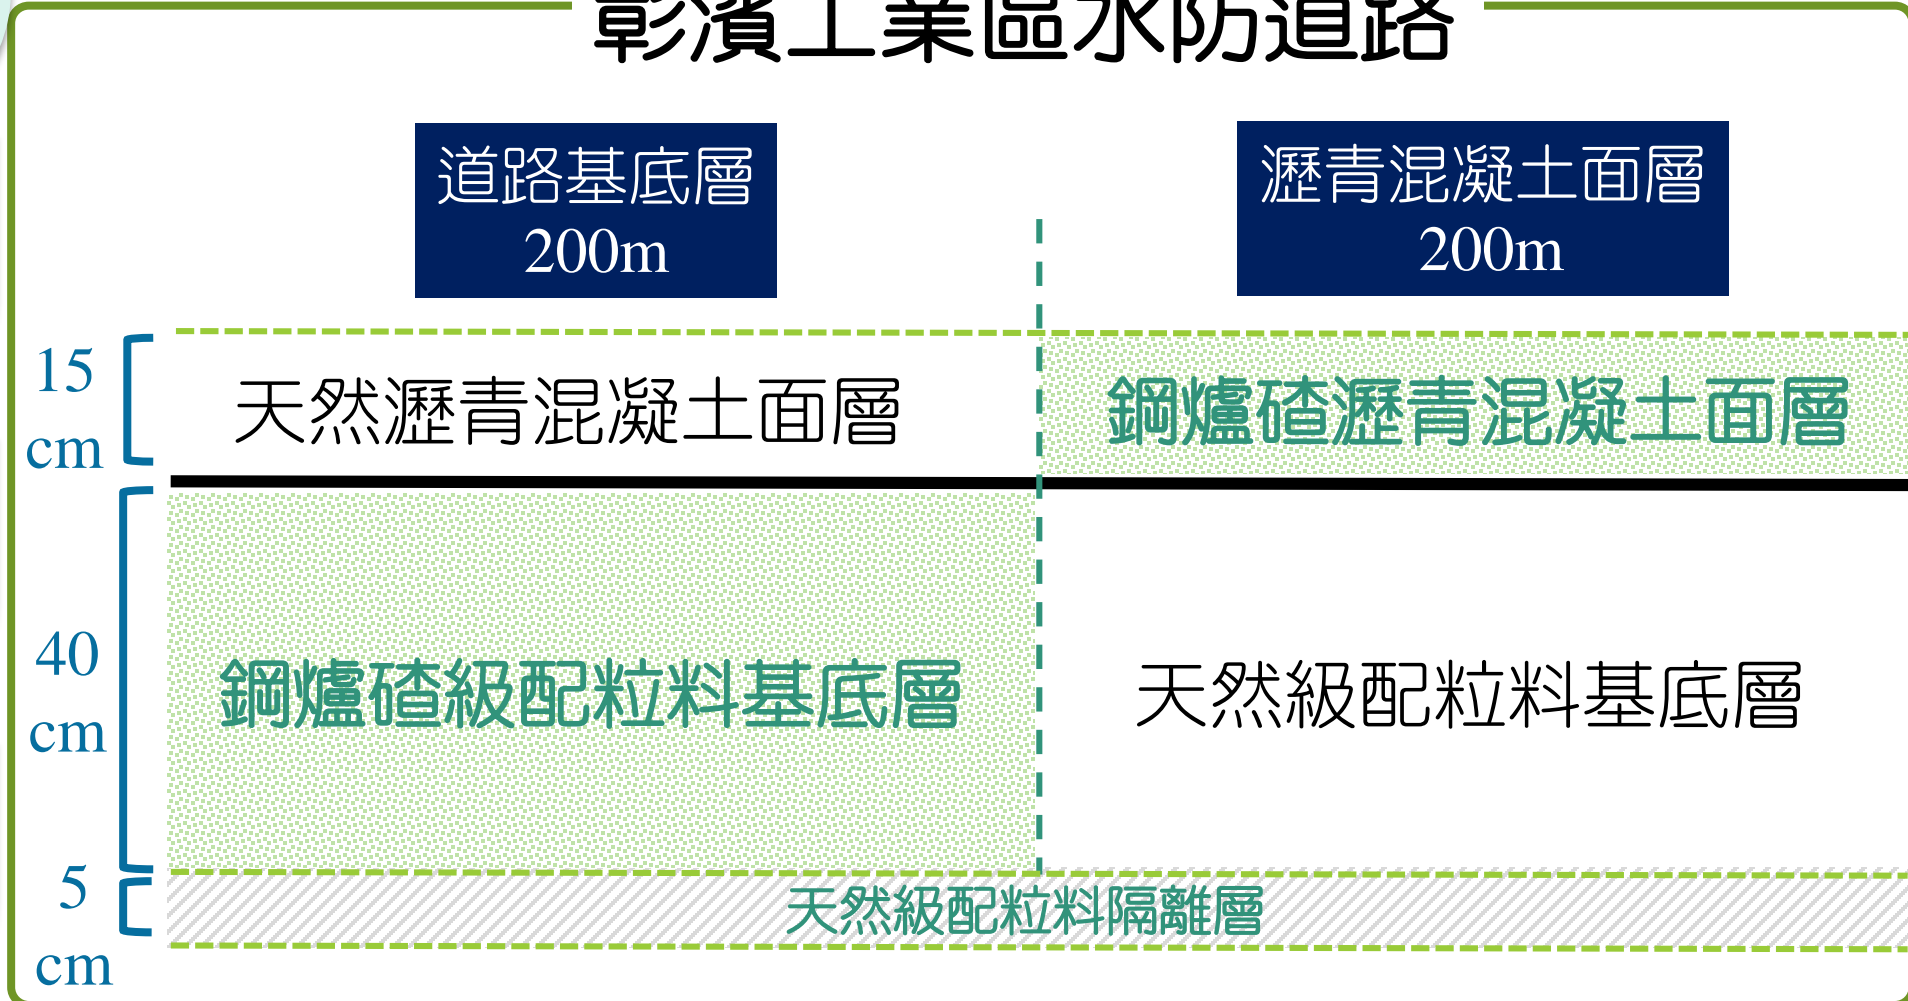 彰濱工業區水防道路
道路基底層
200m
瀝青混凝土面層
200m
15
cm
天然瀝青混凝土面層
鋼爐碴瀝青混凝土面層
40
cm
鋼爐碴級配粒料基底層
天然級配粒料基底層
5
cm
天然級配粒料隔離層